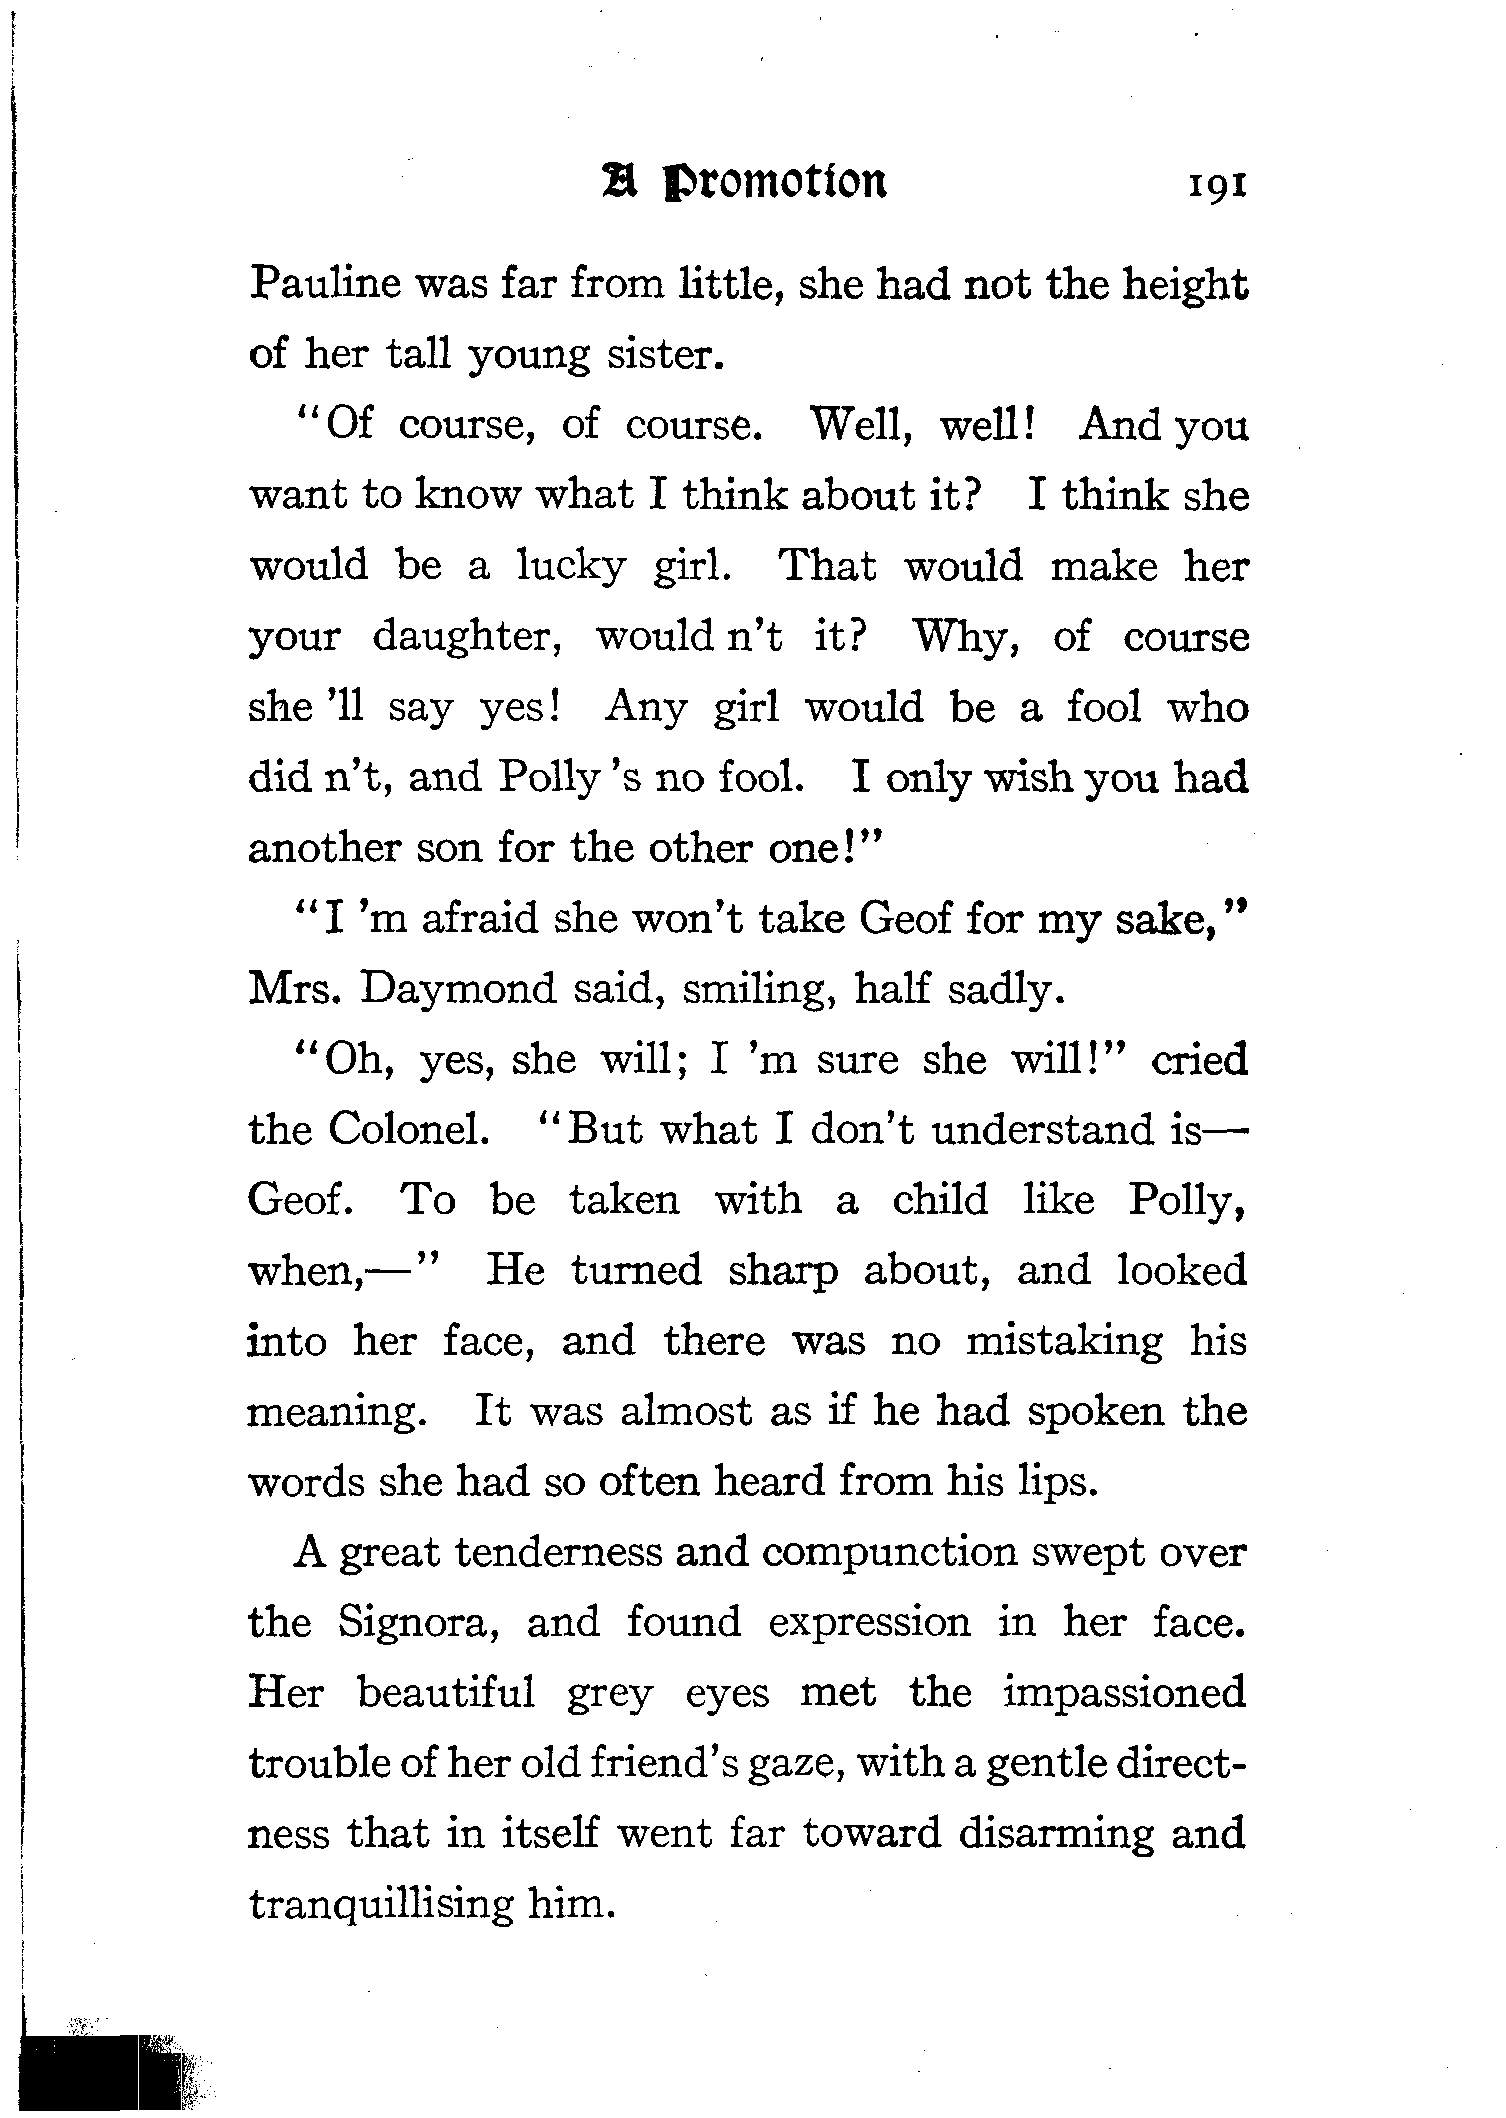 A Promotion 191
Pauline was far from little, she had not the height
of her tall young sister.
"Of course, of course. Well, well! And you
want to know what I think about it? I think she
would be a lucky girl. That would make her
your daughter, would n't it? Why, of course
she 'll say yes! Any girl would be a fool who
did n't, and Polly 's no fool. I only wish you had
another son for the other one!"
"I 'm afraid she won't take Geof for my sake,"
Mrs. Daymond said, smiling, half sadly.
"Oh, yes, she will; I 'm sure she will!" cried
the Colonel. "But what I don't understand is—
Geof. To be taken with a child like Polly,
when,—" He turned sharp about, and looked
into her face, and there was no mistaking his
meaning. It was almost as if he had spoken the
words she had so often heard from his lips.
A great tenderness and compunction swept over
the Signora, and found expression in her face.
Her beautiful grey eyes met the impassioned
trouble of her old friend's gaze, with a gentle direct-
ness that in itself went far toward disarming and
tranquillising him.